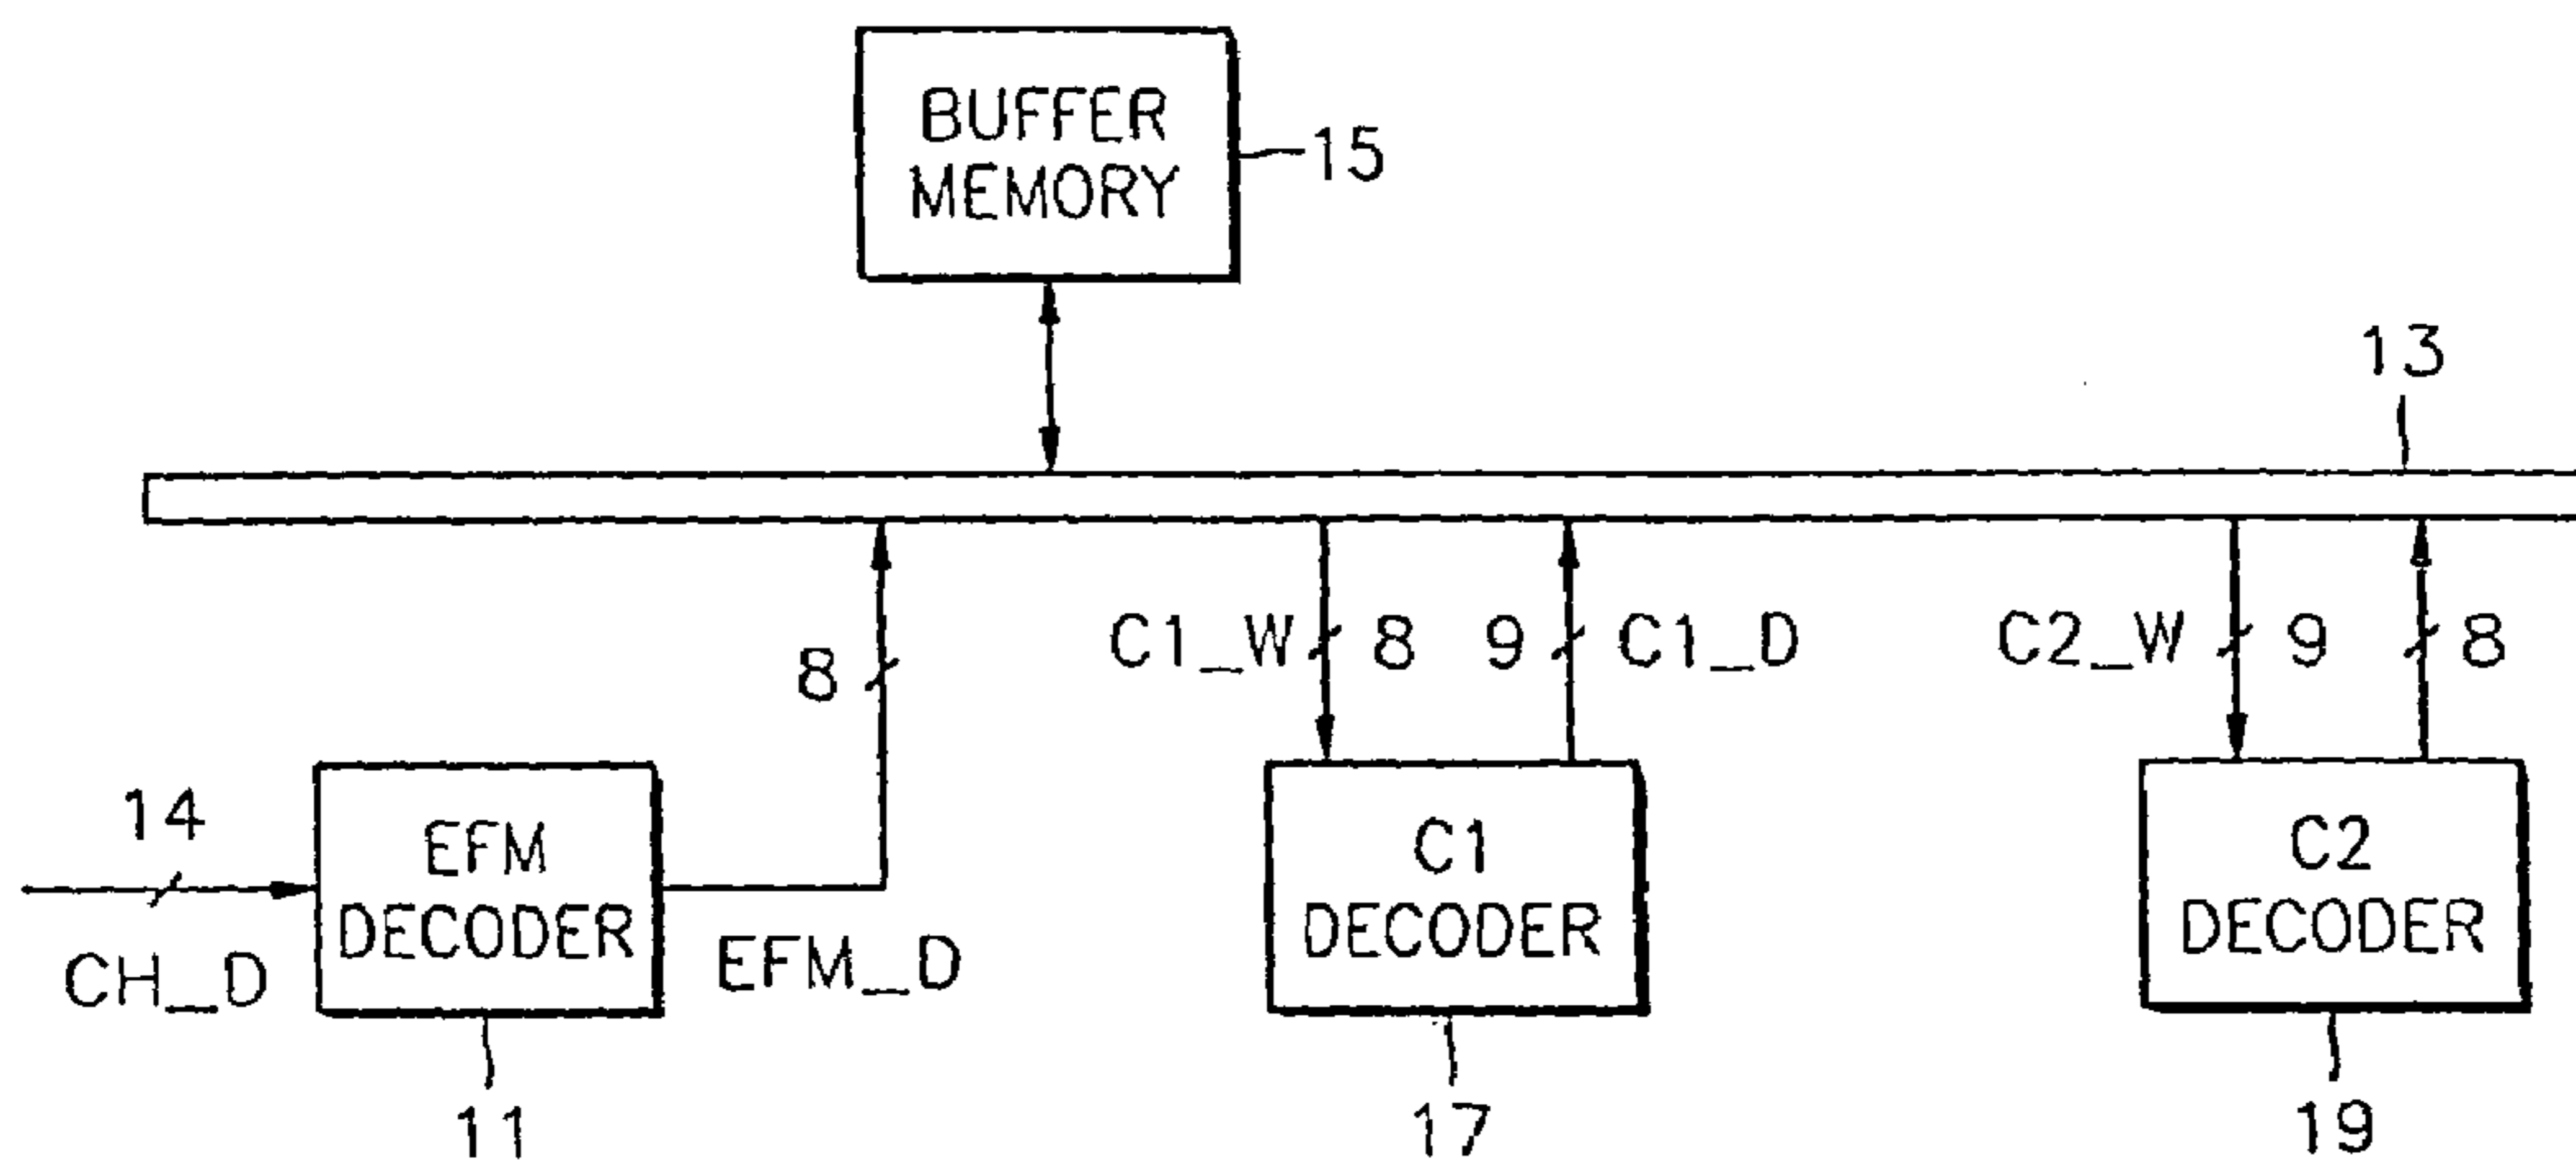 BUFFER
MEMORY
15
13
C1_W 8 9 C1_D
C2_W 9 8
8
14
EFM
DECODER
CH_D
EFM_D
C1
DECODER
C2
DECODER
11
17
19